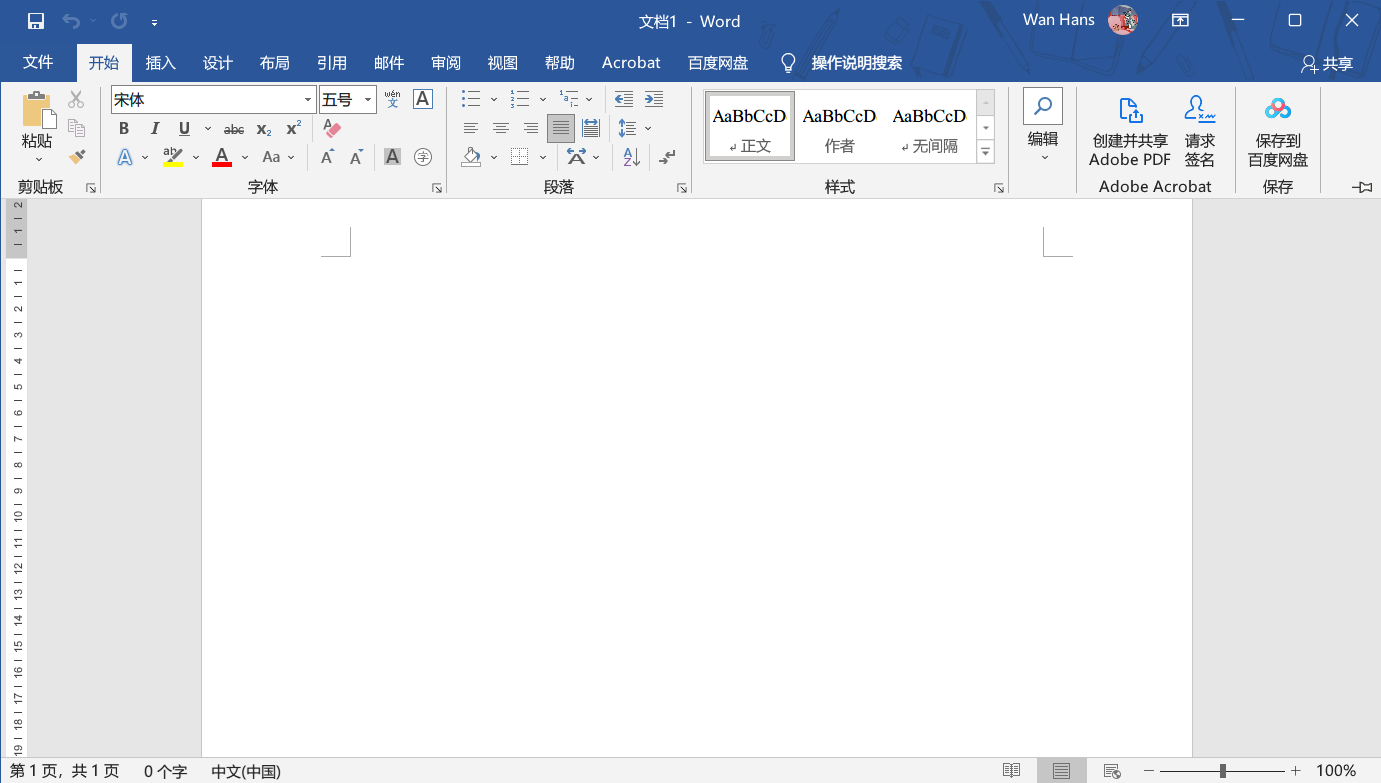 文档1 - Word
Wan Hans
文件 开始 插入 设计 布局 引用 邮件 审阅 视图 帮助 Acrobat 百度网盘 操作说明搜索 共享
粘贴
剪贴板
宋体 五号 wén 文 A
B I U abc X₂ X²
A ab A Aa A A A 字
字体
段落
AaBbCcD AaBbCcD AaBbCcD
正文 作者 无间隔
样式
编辑
创建并共享
Adobe PDF
请求
签名
Adobe Acrobat
保存到
百度网盘
保存
2
1
1
2
3
4
5
6
7
8
9
10
11
12
13
14
15
16
17
18
19
第1页，共1页 0个字 中文(中国) 100%